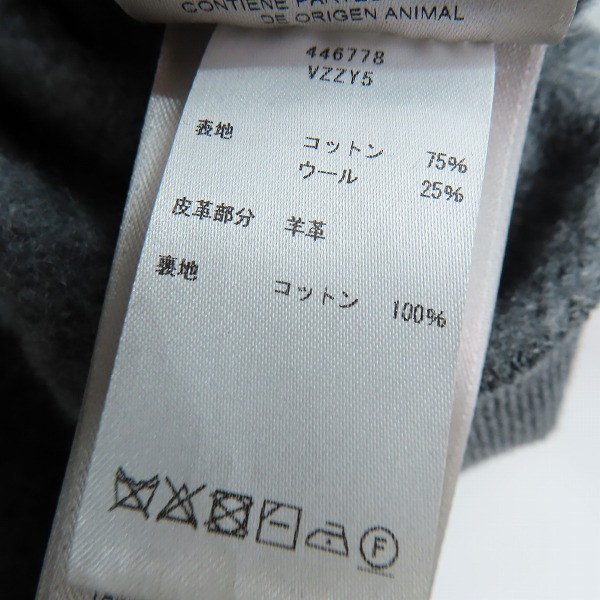 CONTIENE PARTES
DE ORIGEN ANIMAL
446778
VZZY5
表地 コットン 75%
ウール 25%
皮革部分 羊革
裏地 コットン 100%
F